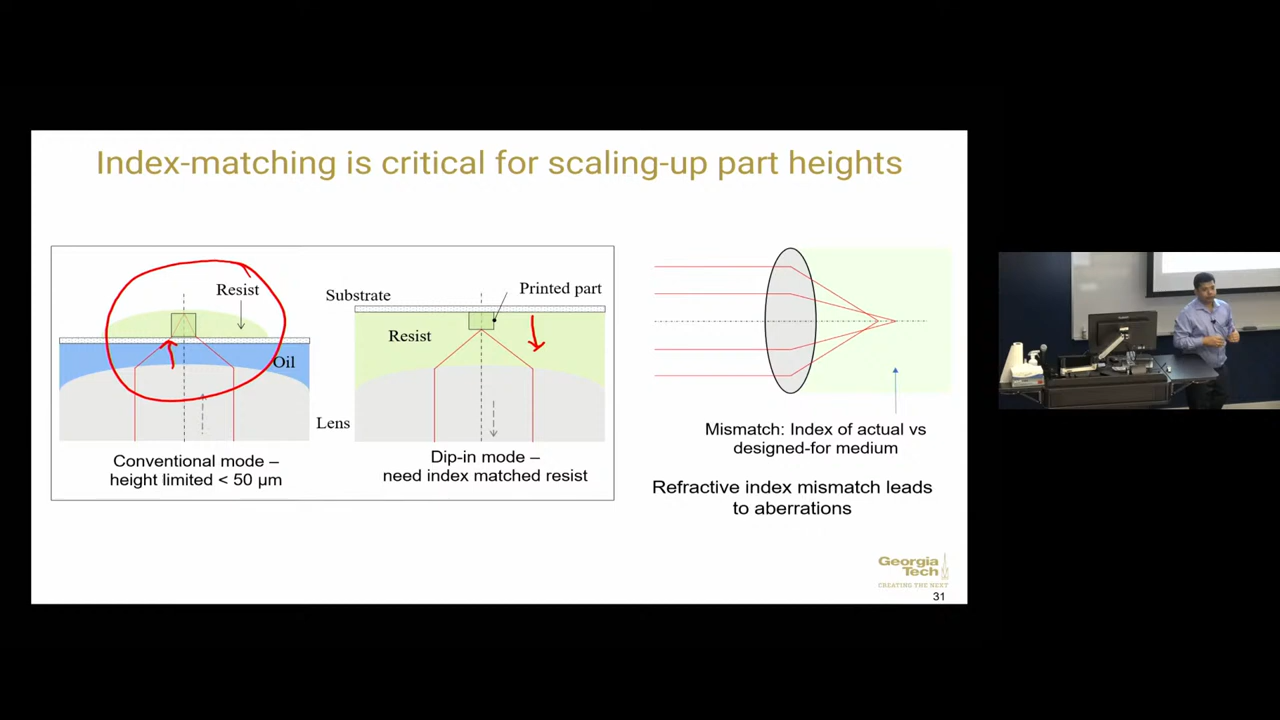 Index-matching is critical for scaling-up part heights
Resist
Oil
Lens
Conventional mode –
height limited < 50 µm
Substrate
Printed part
Resist
Dip-in mode –
need index matched resist
Mismatch: Index of actual vs
designed-for medium
Refractive index mismatch leads
to aberrations
Georgia
Tech
CREATING THE NEXT
31